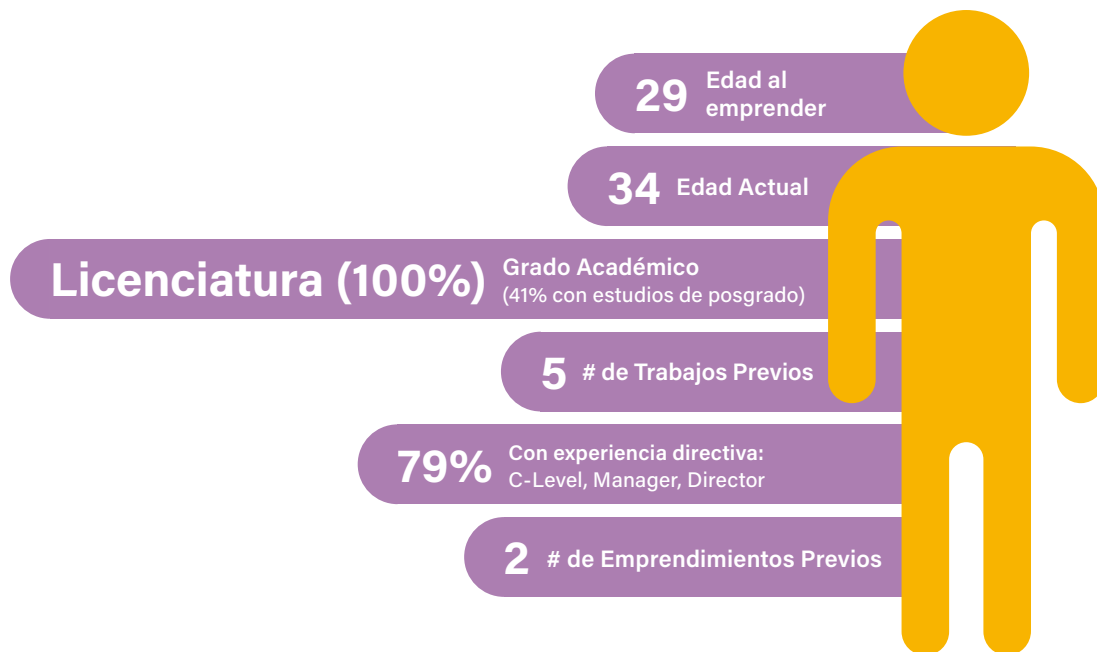 29 Edad al
emprender
34 Edad Actual
Licenciatura (100%) Grado Académico
(41% con estudios de posgrado)
5 # de Trabajos Previos
79% Con experiencia directiva:
C-Level, Manager, Director
2 # de Emprendimientos Previos